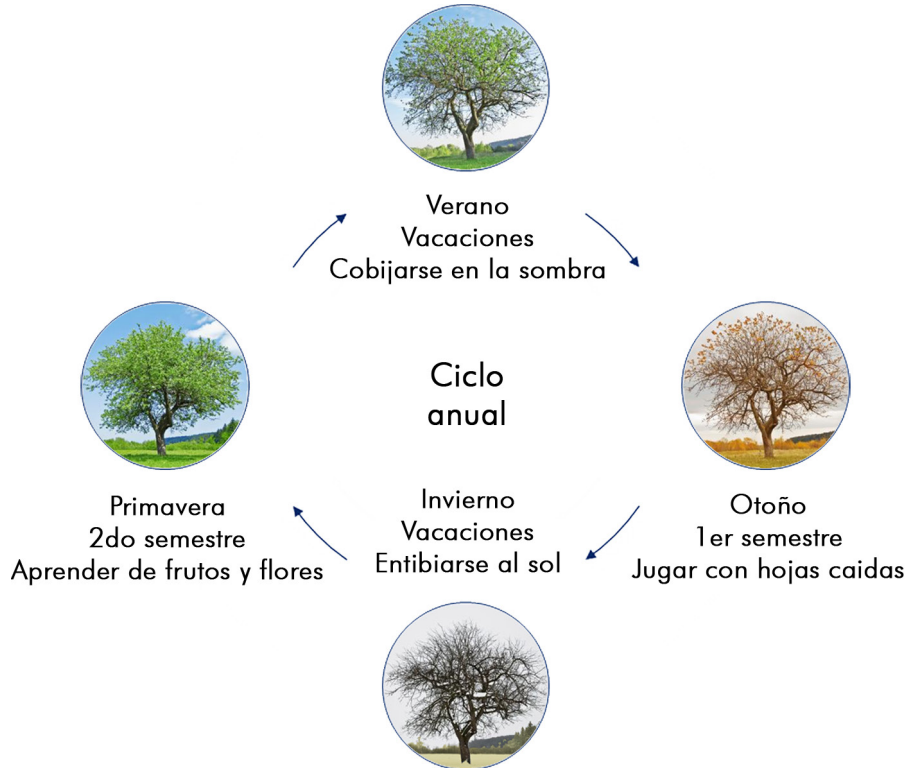 Verano
Vacaciones
Cobijarse en la sombra
Ciclo
anual
Primavera
2do semestre
Aprender de frutos y flores
Invierno
Vacaciones
Entibiarse al sol
Otoño
1er semestre
Jugar con hojas caidas